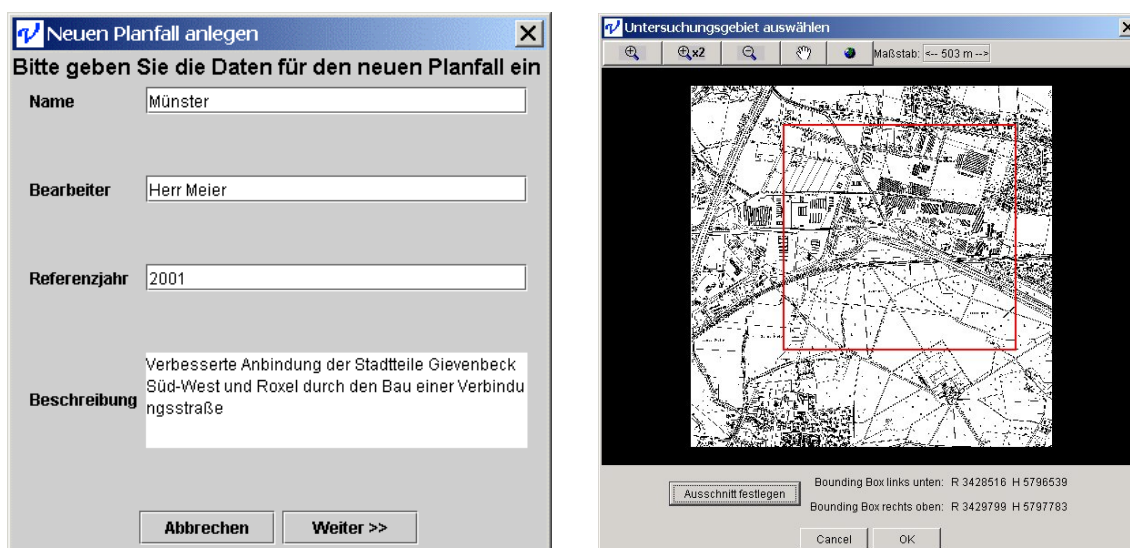 Neuen Planfall anlegen
Bitte geben Sie die Daten für den neuen Planfall ein
Name
Münster
Bearbeiter
Herr Meier
Referenzjahr
2001
Beschreibung
Verbesserte Anbindung der Stadtteile Gievenbeck
Süd-West und Roxel durch den Bau einer Verbindu
ngsstraße
Abbrechen
Weiter >>
Untersuchungsgebiet auswählen
x2
Maßstab: <-- 503 m -->
Ausschnitt festlegen
Bounding Box links unten: R 3428516 H 5796539
Bounding Box rechts oben: R 3429799 H 5797783
Cancel
OK